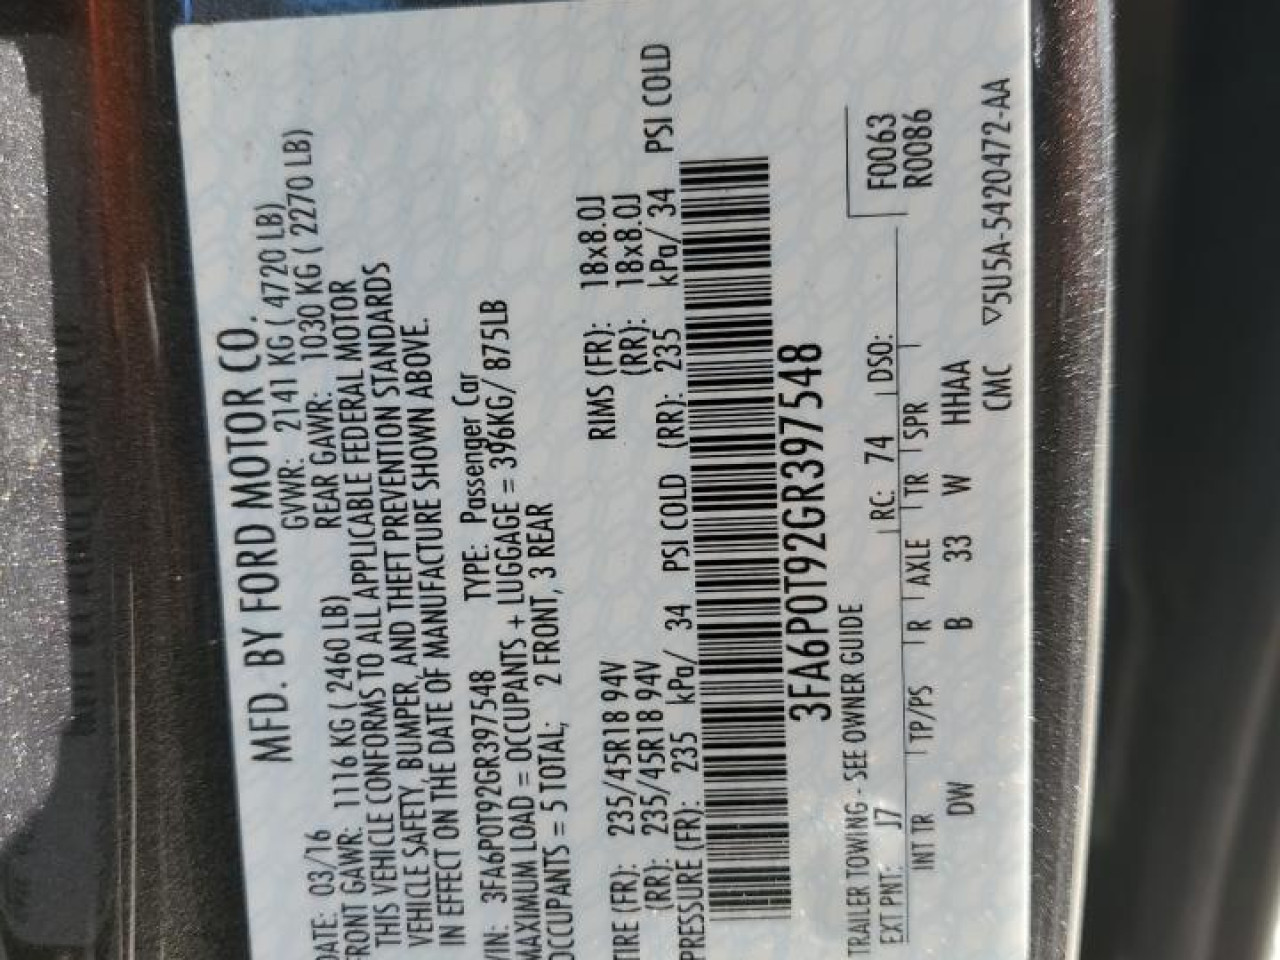 MFD. BY FORD MOTOR CO.
DATE: 03/16 GVWR: 2141 KG ( 4720 LB)
FRONT GAWR: 1116 KG ( 2460 LB) REAR GAWR: 1030 KG ( 2270 LB)
THIS VEHICLE CONFORMS TO ALL APPLICABLE FEDERAL MOTOR
VEHICLE SAFETY, BUMPER, AND THEFT PREVENTION STANDARDS
IN EFFECT ON THE DATE OF MANUFACTURE SHOWN ABOVE.
VIN: 3FA6P0T92GR397548 TYPE: Passenger Car
MAXIMUM LOAD = OCCUPANTS + LUGGAGE = 396KG/ 875LB
OCCUPANTS = 5 TOTAL; 2 FRONT, 3 REAR
TIRE (FR): 235/45R18 94V RIMS (FR): 18x8.0J
(RR): 235/45R18 94V (RR): 18x8.0J
PRESSURE (FR): 235 kPa/ 34 PSI COLD (RR): 235 kPa/ 34 PSI COLD
3FA6P0T92GR397548
TRAILER TOWING - SEE OWNER GUIDE
EXT PNT: J7 RC: 74 DSO: F0063
R0086
INT TR TP/PS R AXLE TR SPR
DW B 33 W HHAA
CMC ▽5U5A-5420472-AA